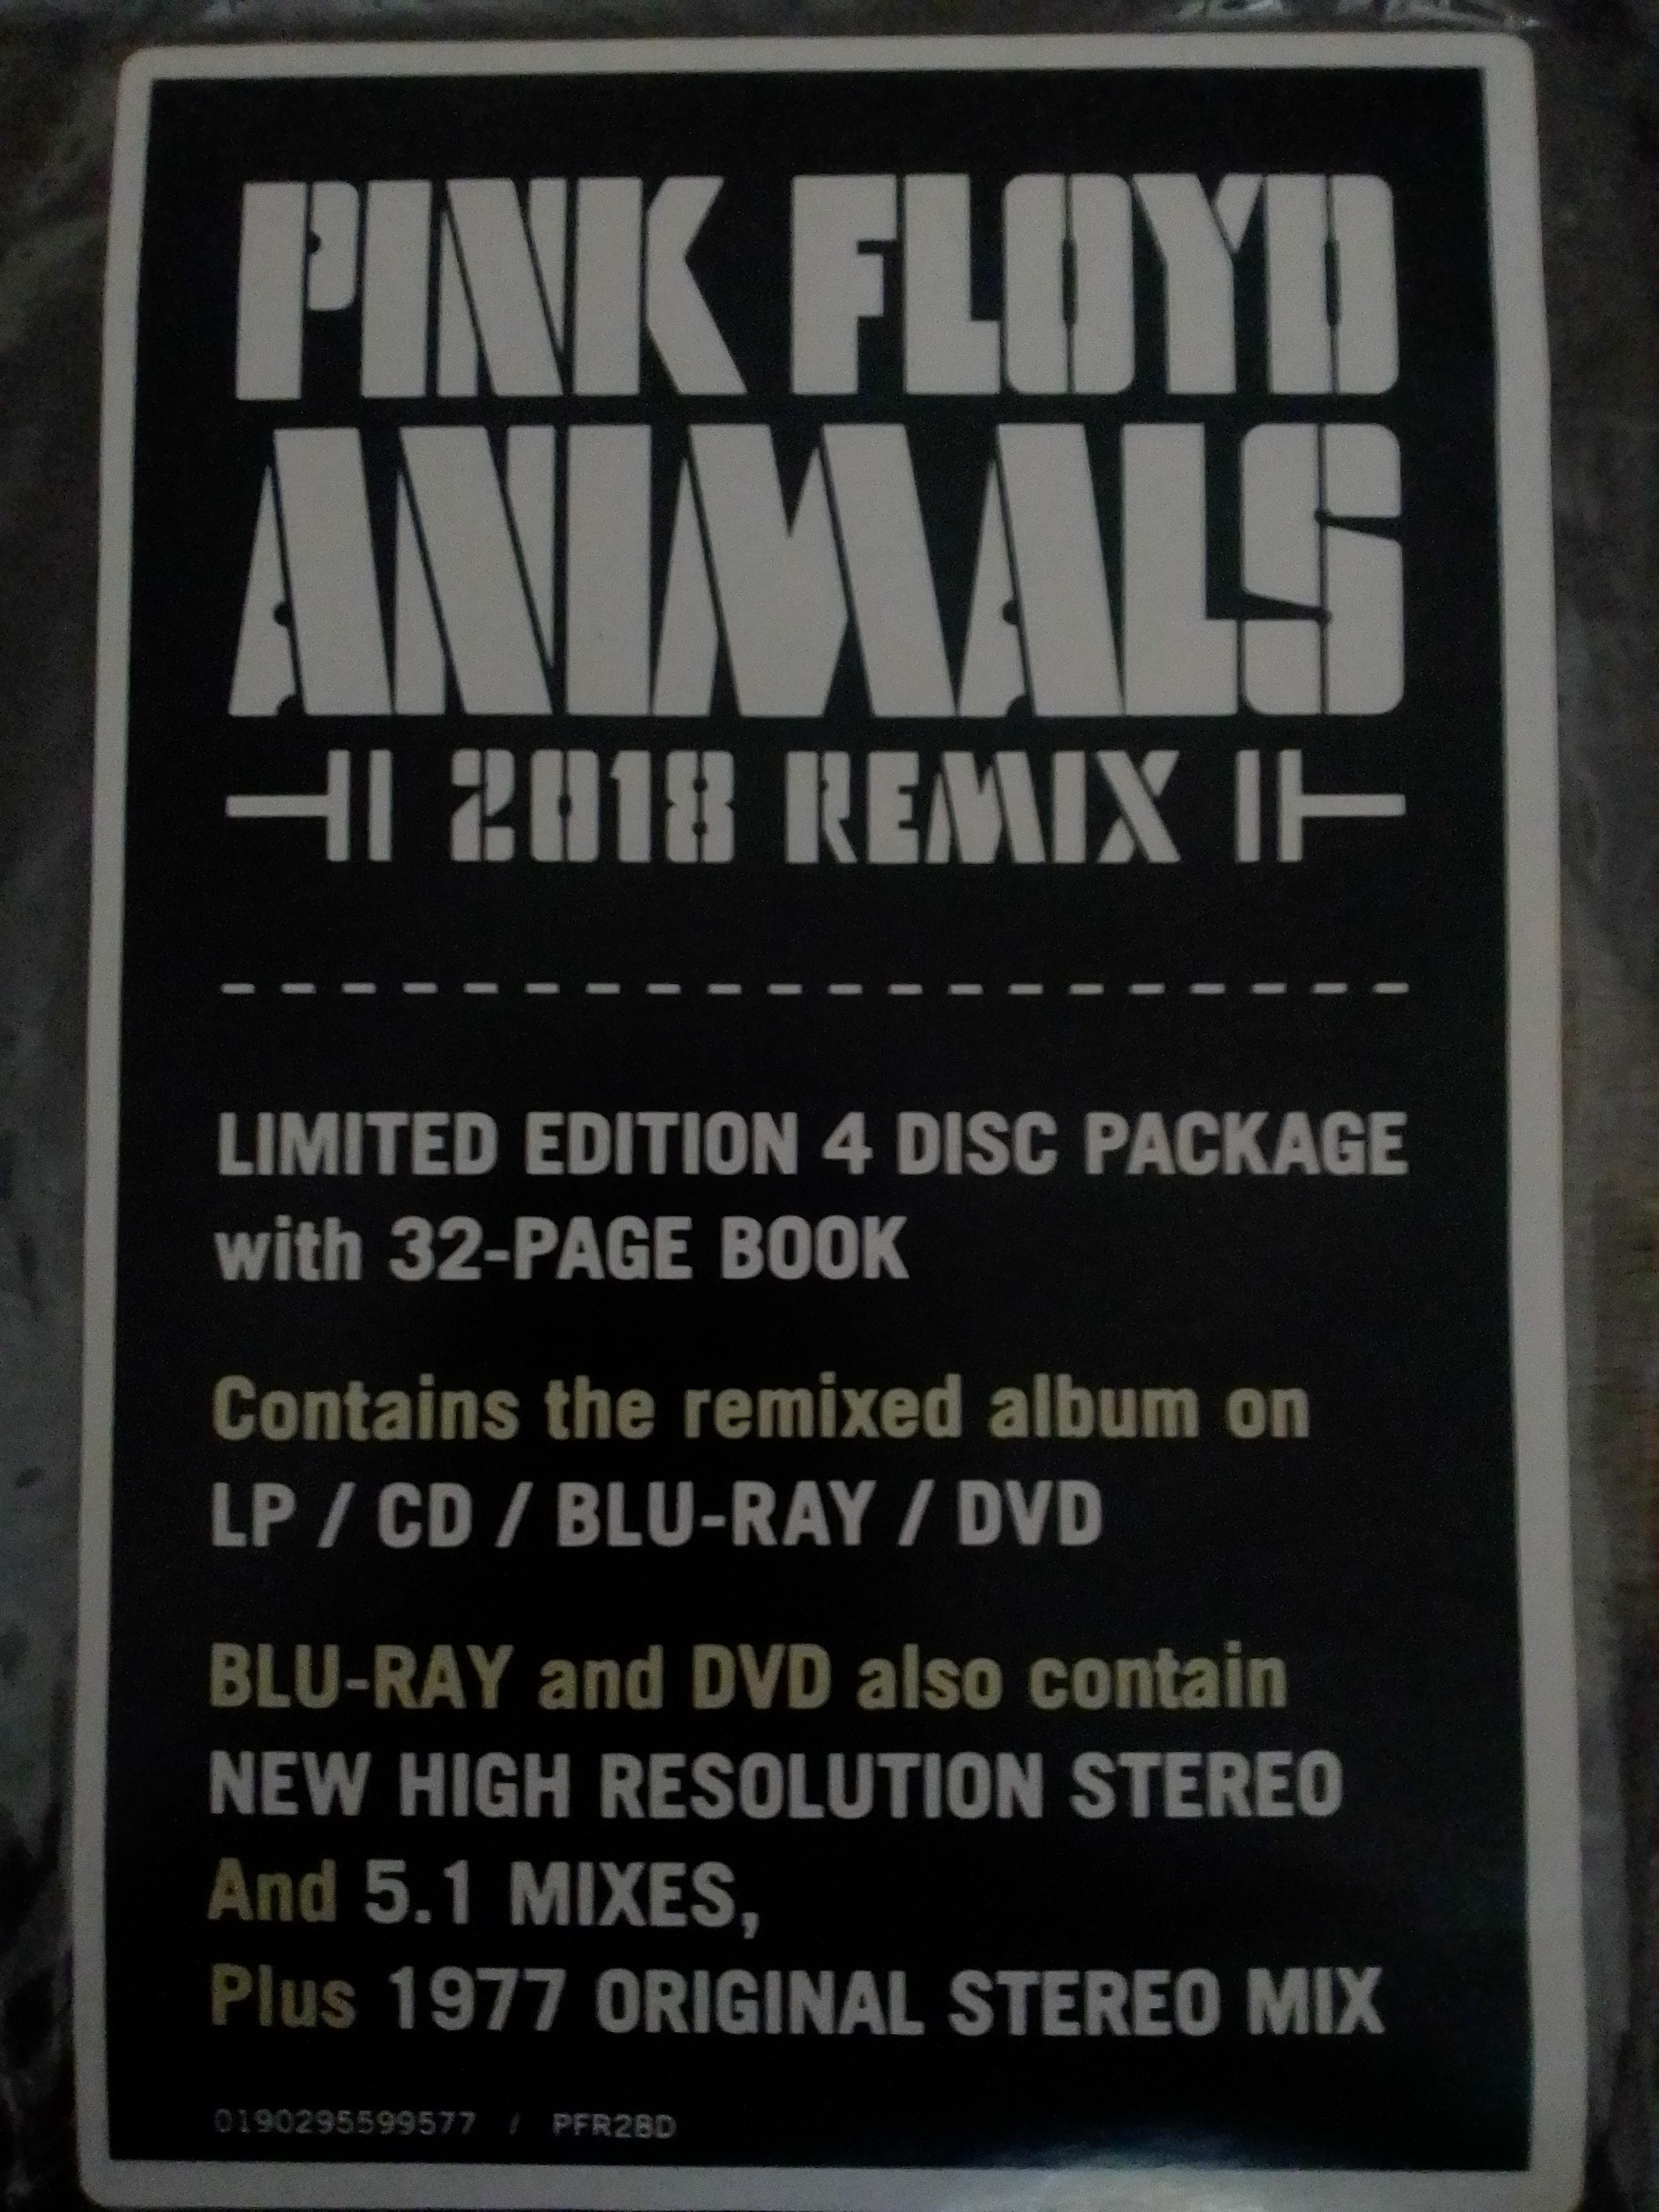 PINK FLOYD
ANIMALS
2018 REMIX
LIMITED EDITION 4 DISC PACKAGE
with 32-PAGE BOOK
Contains the remixed album on
LP / CD / BLU-RAY / DVD
BLU-RAY and DVD also contain
NEW HIGH RESOLUTION STEREO
And 5.1 MIXES,
Plus 1977 ORIGINAL STEREO MIX
0190295599577 / PFR28D